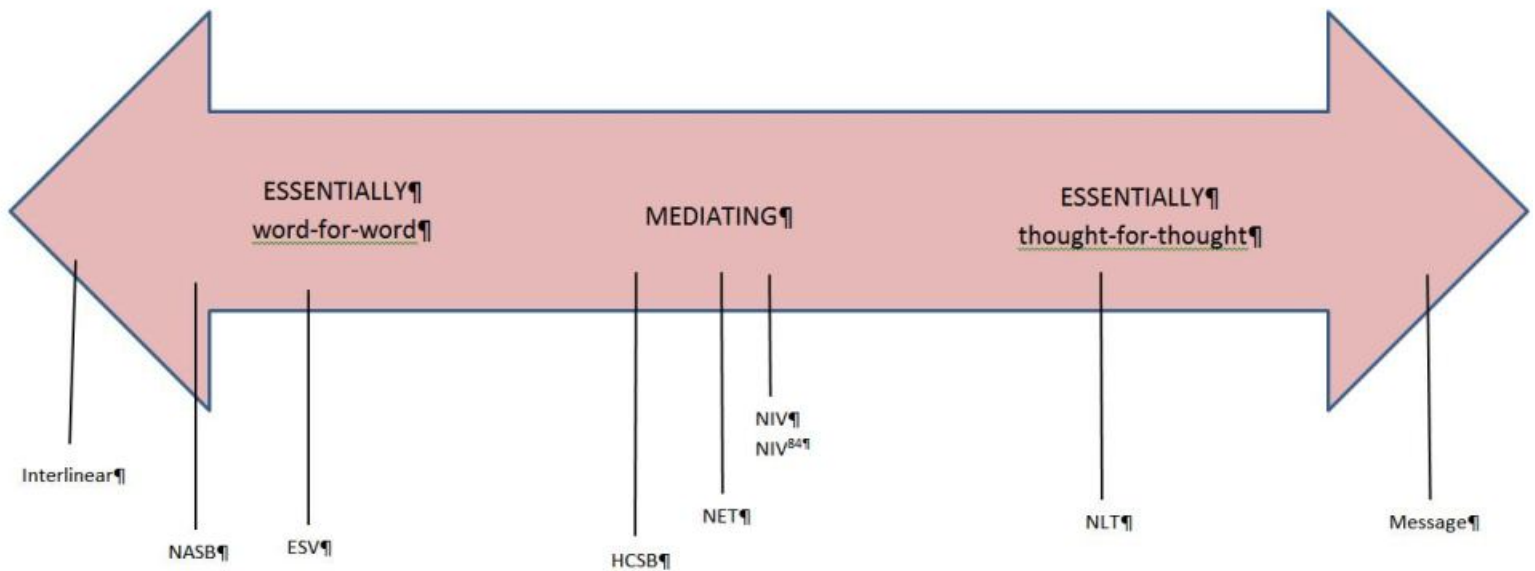 ESSENTIALLY¶
word-for-word¶
MEDIATING¶
ESSENTIALLY¶
thought-for-thought¶
Interlinear¶
NASB¶
ESV¶
HCSB¶
NET¶
NIV¶
NIV84¶
NLT¶
Message¶